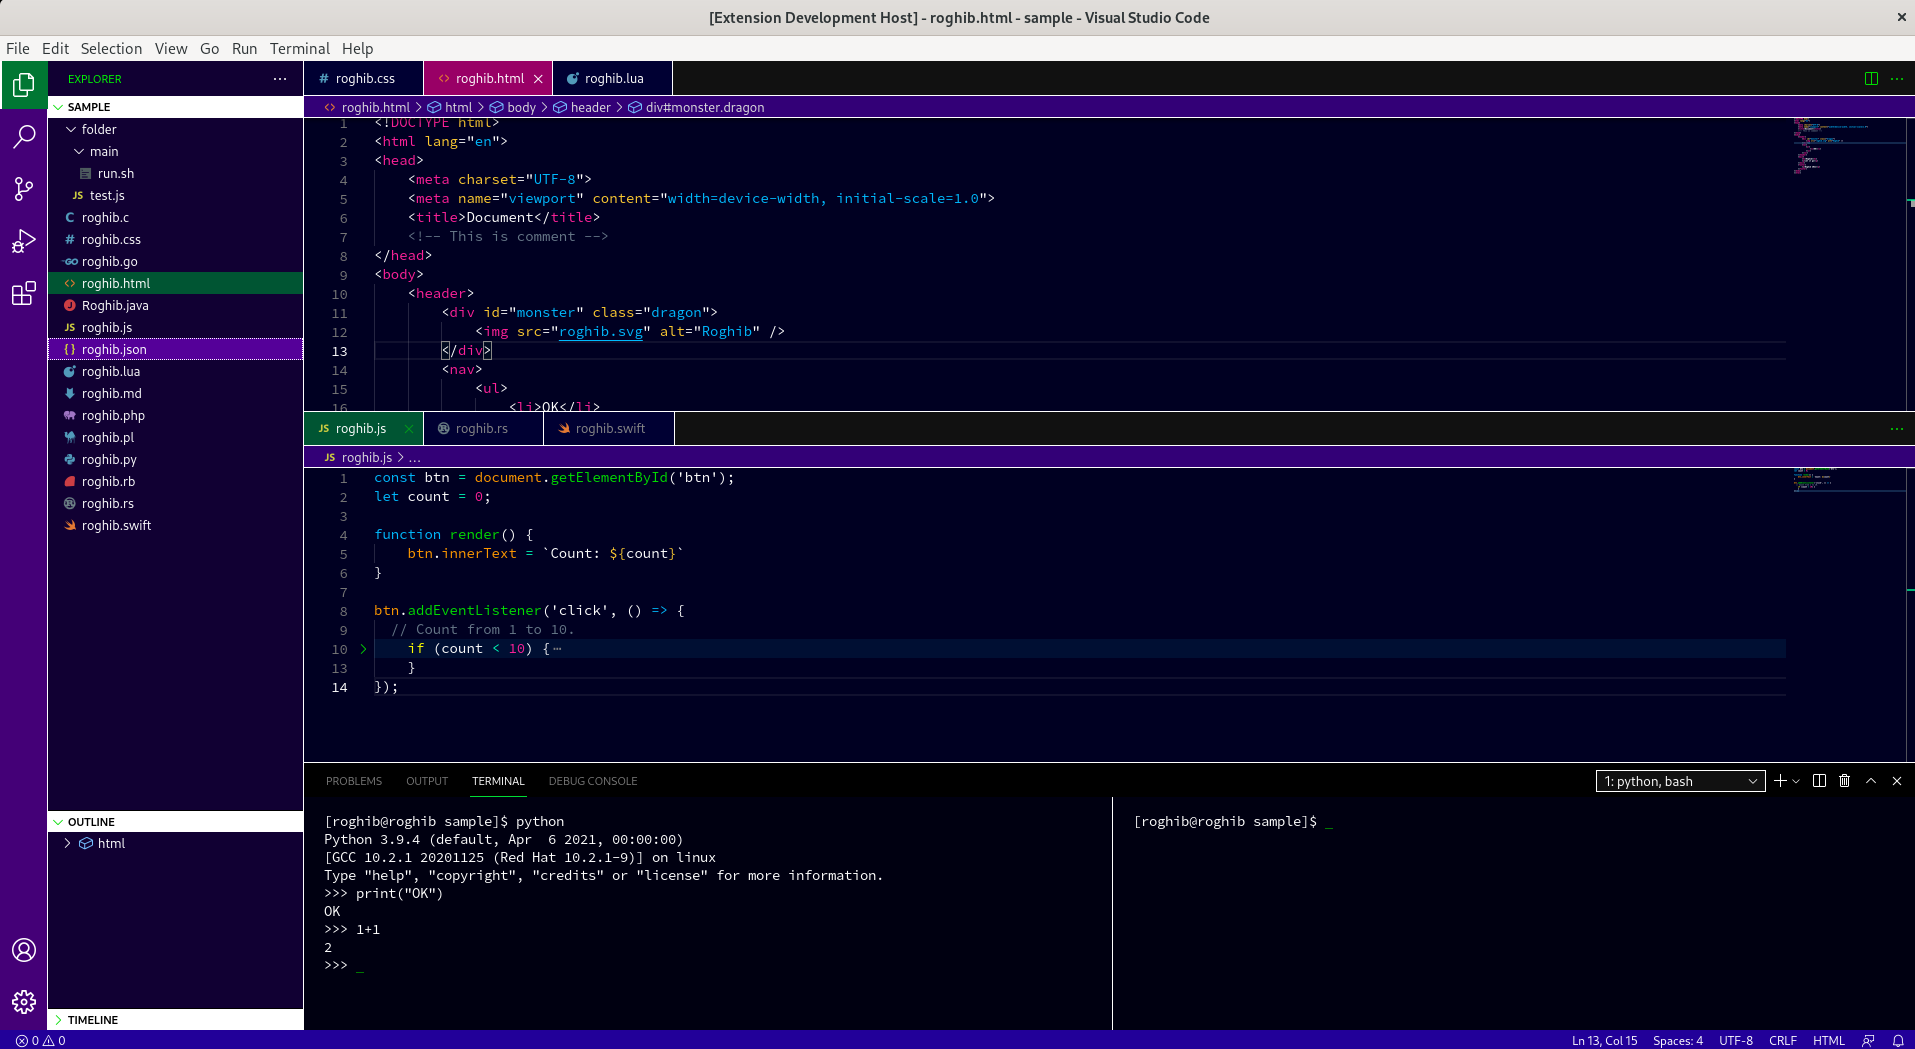 [Extension Development Host] - roghib.html - sample - Visual Studio Code
File Edit Selection View Go Run Terminal Help
EXPLORER
SAMPLE
folder
main
run.sh
JS test.js
C roghib.c
# roghib.css
GO roghib.go
<> roghib.html
J Roghib.java
JS roghib.js
{} roghib.json
roghib.lua
roghib.md
roghib.php
roghib.pl
roghib.py
roghib.rb
roghib.rs
roghib.swift
OUTLINE
html
TIMELINE
# roghib.css <> roghib.html roghib.lua
<> roghib.html > html > body > header > div#monster.dragon
1 <!DOCTYPE html>
2 <html lang="en">
3 <head>
4 <meta charset="UTF-8">
5 <meta name="viewport" content="width=device-width, initial-scale=1.0">
6 <title>Document</title>
7 <!-- This is comment -->
8 </head>
9 <body>
10 <header>
11 <div id="monster" class="dragon">
12 <img src="roghib.svg" alt="Roghib" />
13 </div>
14 <nav>
15 <ul>
16 <li>OK</li>
JS roghib.js roghib.rs roghib.swift
JS roghib.js > ...
1 const btn = document.getElementById('btn');
2 let count = 0;
3
4 function render() {
5 btn.innerText = `Count: ${count}`
6 }
7
8 btn.addEventListener('click', () => {
9 // Count from 1 to 10.
10 if (count < 10) {⋯
13 }
14 });
PROBLEMS OUTPUT TERMINAL DEBUG CONSOLE 1: python, bash
[roghib@roghib sample]$ python
Python 3.9.4 (default, Apr  6 2021, 00:00:00)
[GCC 10.2.1 20201125 (Red Hat 10.2.1-9)] on linux
Type "help", "copyright", "credits" or "license" for more information.
>>> print("OK")
OK
>>> 1+1
2
>>> _
[roghib@roghib sample]$ _
0 0 Ln 13, Col 15 Spaces: 4 UTF-8 CRLF HTML